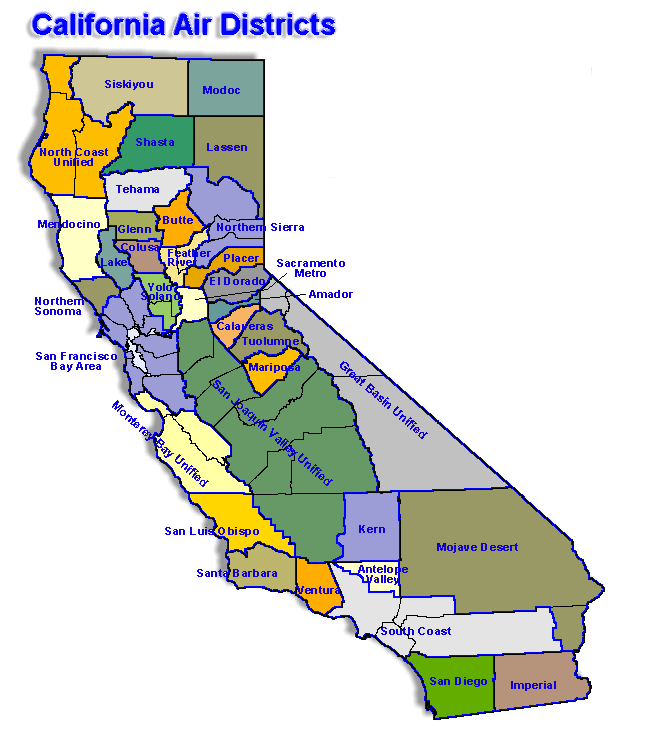 California Air Districts
Siskiyou
Modoc
North Coast
Unified
Shasta
Lassen
Tehama
Mendocino
Glenn
Butte
Northern Sierra
Colusa
Lake
Feather
River
Placer
Sacramento
Metro
El Dorado
Yolo
Solano
Amador
Northern
Sonoma
Calaveras
Tuolumne
San Francisco
Bay Area
Mariposa
Great Basin Unified
San Joaquin Valley Unified
Monterey Bay Unified
San Luis Obispo
Kern
Mojave Desert
Santa Barbara
Antelope
Valley
Ventura
South Coast
San Diego
Imperial